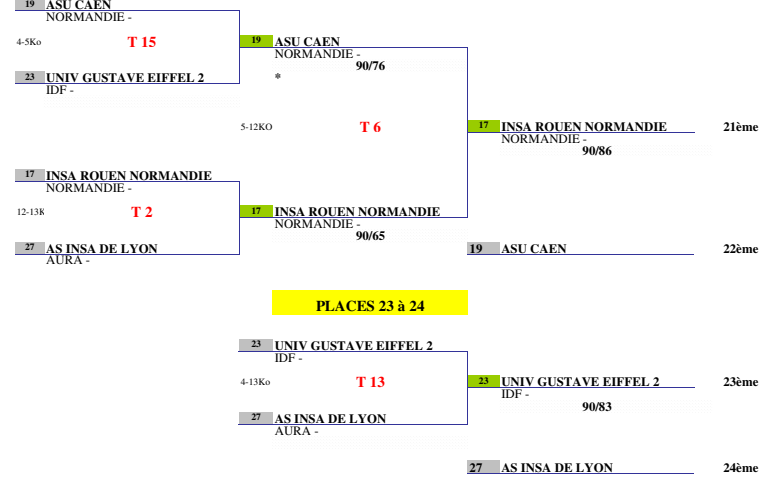 19 ASU CAEN
NORMANDIE -
4-5Ko T 15
19 ASU CAEN
NORMANDIE -
90/76
*
23 UNIV GUSTAVE EIFFEL 2
IDF -
5-12KO T 6
17 INSA ROUEN NORMANDIE 21ème
NORMANDIE -
90/86
17 INSA ROUEN NORMANDIE
NORMANDIE -
12-13K T 2
17 INSA ROUEN NORMANDIE
NORMANDIE -
90/65
27 AS INSA DE LYON
AURA -
19 ASU CAEN 22ème
PLACES 23 à 24
23 UNIV GUSTAVE EIFFEL 2
IDF -
4-13Ko T 13
23 UNIV GUSTAVE EIFFEL 2 23ème
IDF -
90/83
27 AS INSA DE LYON
AURA -
27 AS INSA DE LYON 24ème